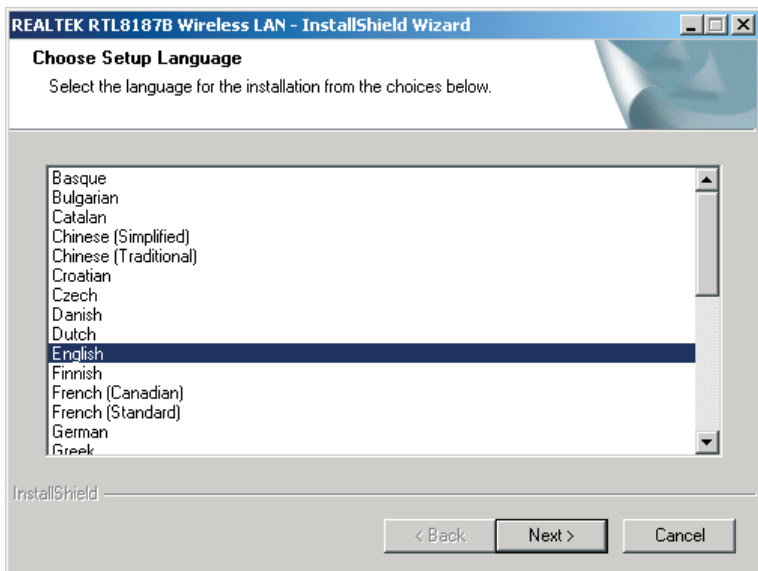 REALTEK RTL8187B Wireless LAN - InstallShield Wizard
Choose Setup Language
Select the language for the installation from the choices below.
Basque
Bulgarian
Catalan
Chinese (Simplified)
Chinese (Traditional)
Croatian
Czech
Danish
Dutch
English
Finnish
French (Canadian)
French (Standard)
German
Greek
InstallShield
< Back
Next >
Cancel